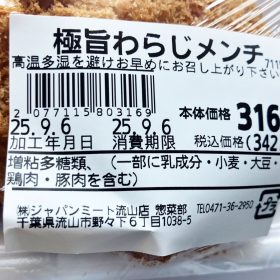 極旨わらじメンチ
高温多湿を避けお早めにお召し上がり下さい 711
2 077115 803169
本体価格 316
25.9.6 25.9.6
加工年月日 消費期限 税込価格 (342
増粘多糖類、(一部に乳成分・小麦・大豆・
鶏肉・豚肉を含む)
㈱ジャパンミート流山店 惣菜部
TEL0471-36-2950
千葉県流山市野々下6丁目1038-5